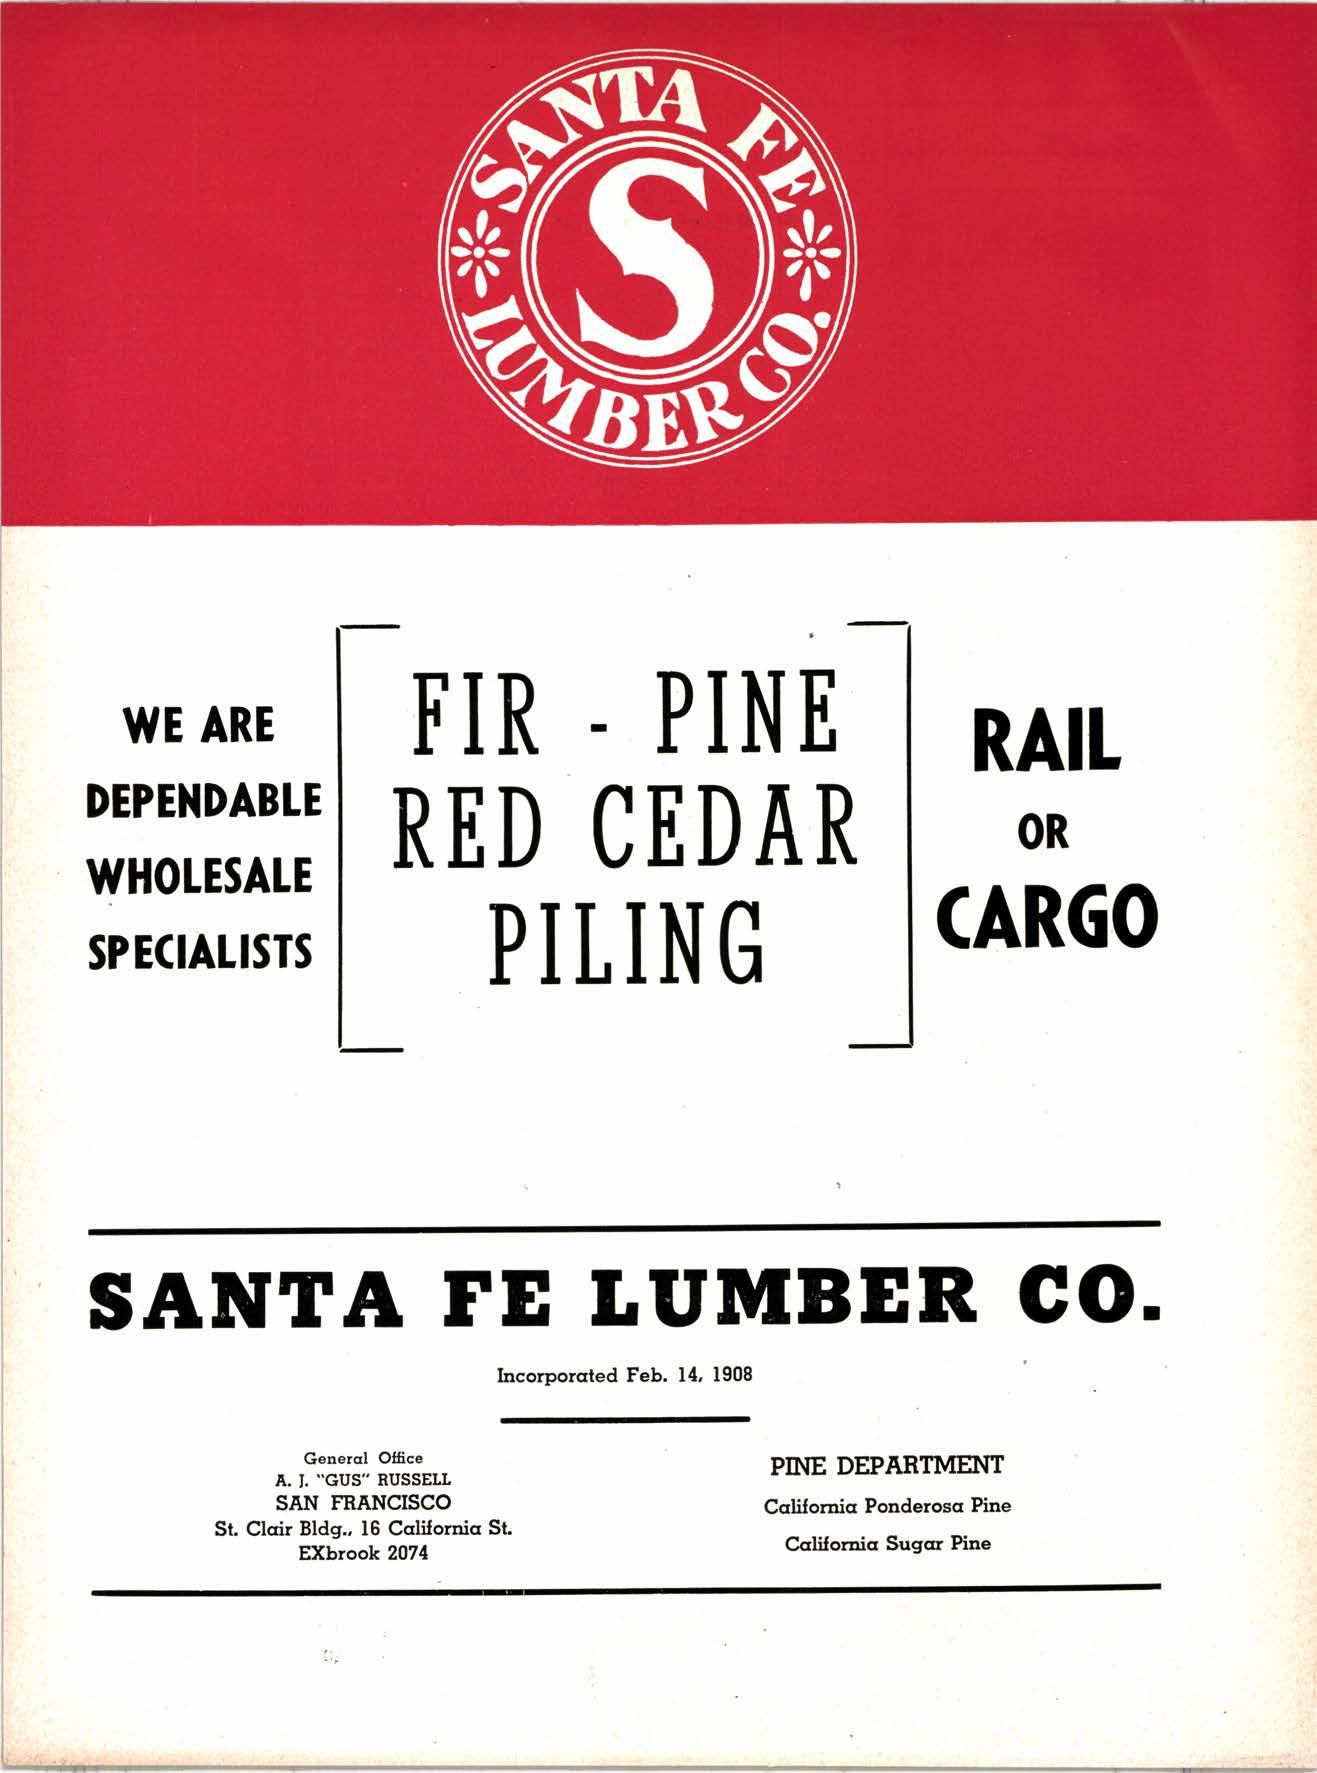 SANTA FE
S
LUMBER CO.
WE ARE
DEPENDABLE
WHOLESALE
SPECIALISTS
FIR - PINE
RED CEDAR
PILING
RAIL
OR
CARGO
SANTA FE LUMBER CO.
Incorporated Feb. 14, 1908
General Office
A. J. "GUS" RUSSELL
SAN FRANCISCO
St. Clair Bldg., 16 California St.
EXbrook 2074
PINE DEPARTMENT
California Ponderosa Pine
California Sugar Pine